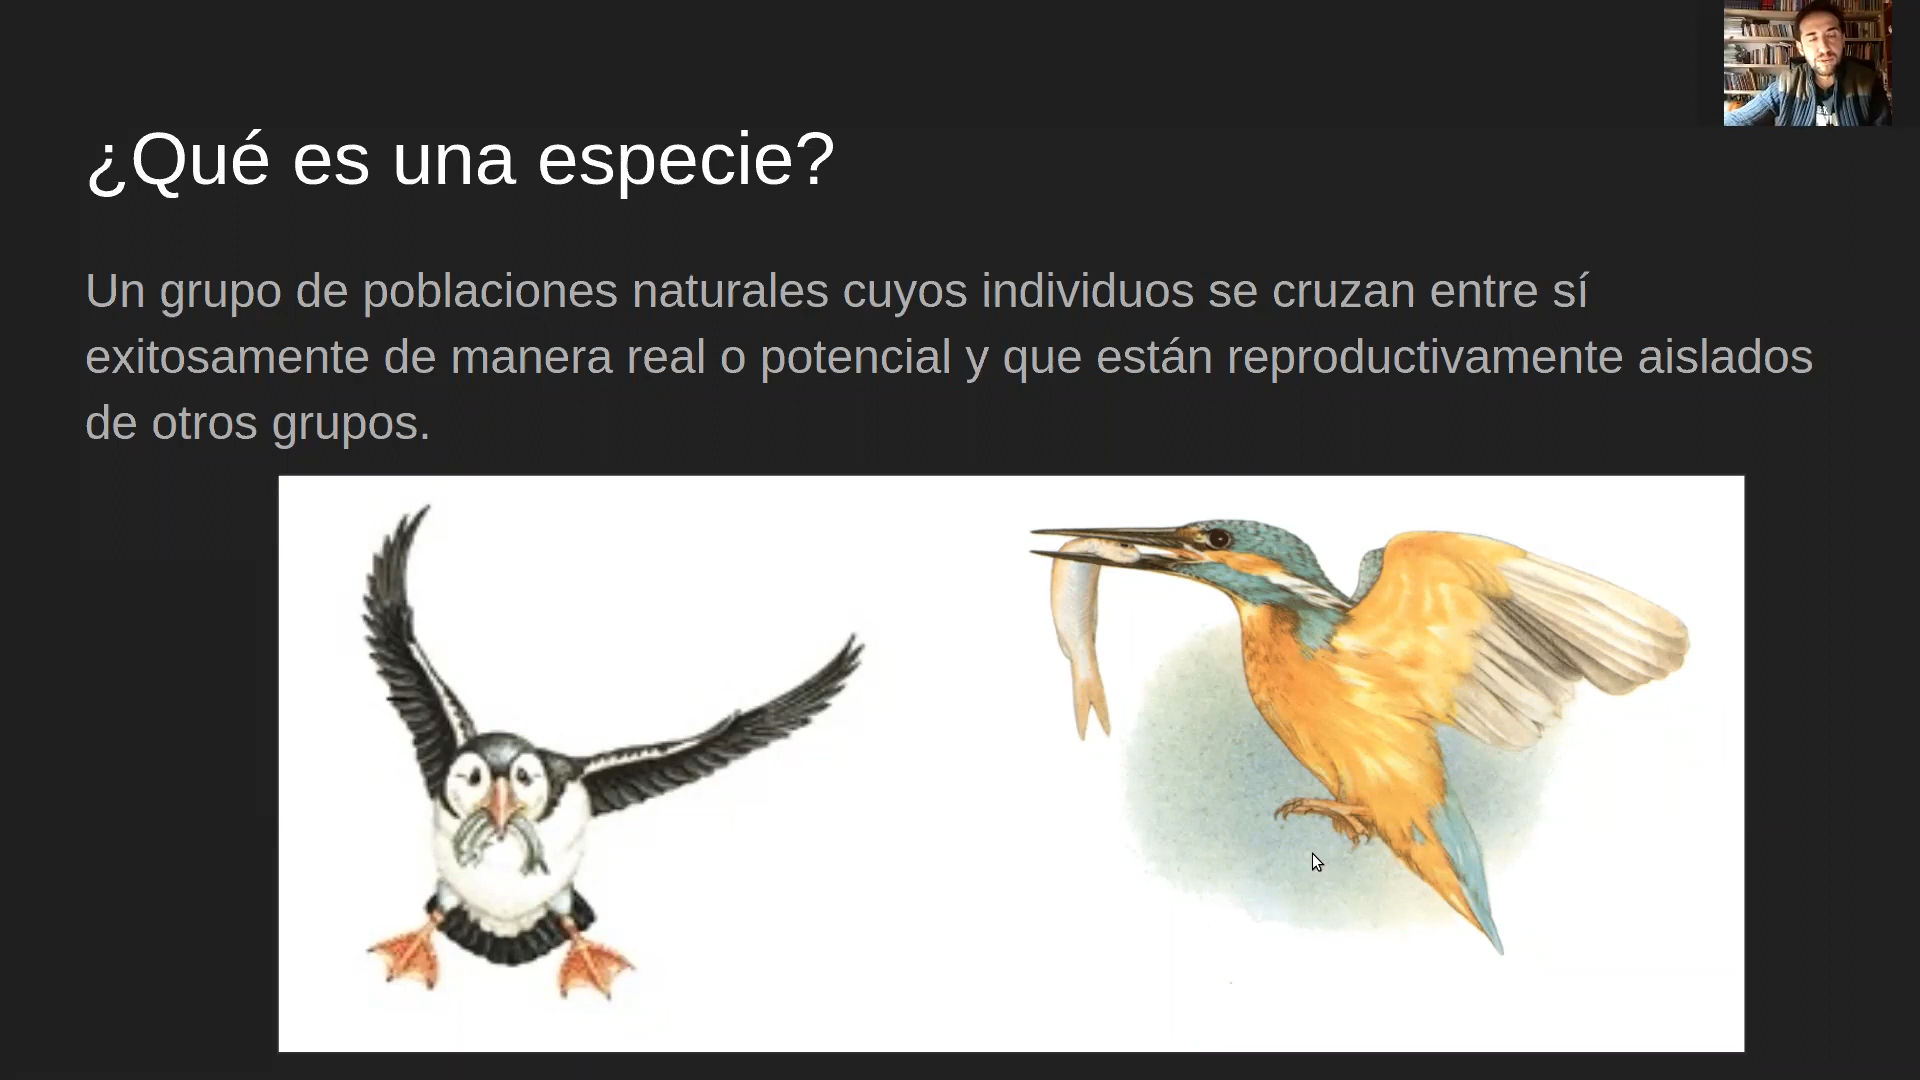 ¿Qué es una especie?
Un grupo de poblaciones naturales cuyos individuos se cruzan entre sí
exitosamente de manera real o potencial y que están reproductivamente aislados
de otros grupos.